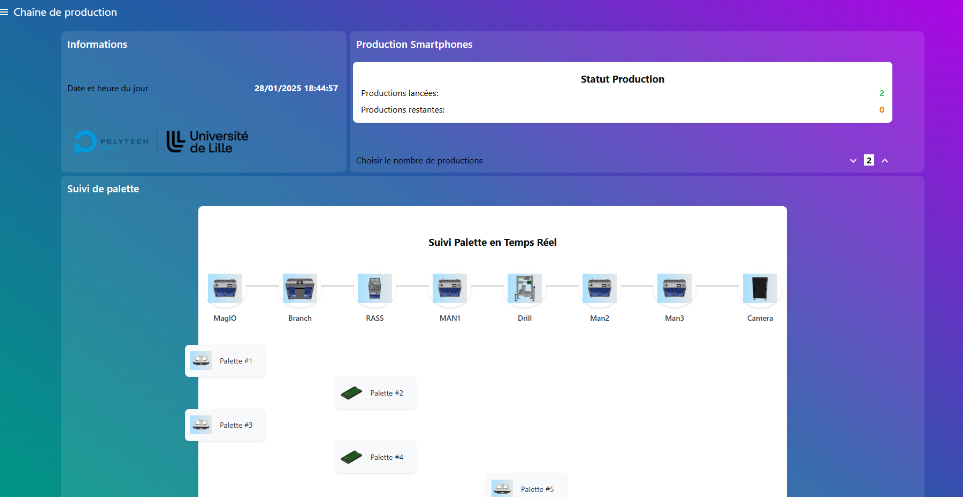 Chaîne de production
Informations
Date et heure du jour 28/01/2025 18:44:57
POLYTECH
Université
de Lille
Production Smartphones
Statut Production
Productions lancées: 2
Productions restantes: 0
Choisir le nombre de productions 2
Suivi de palette
Suivi Palette en Temps Réel
MagIO Branch RASS MAN1 Drill Man2 Man3 Camera
Palette #1
Palette #2
Palette #3
Palette #4
Palette #5